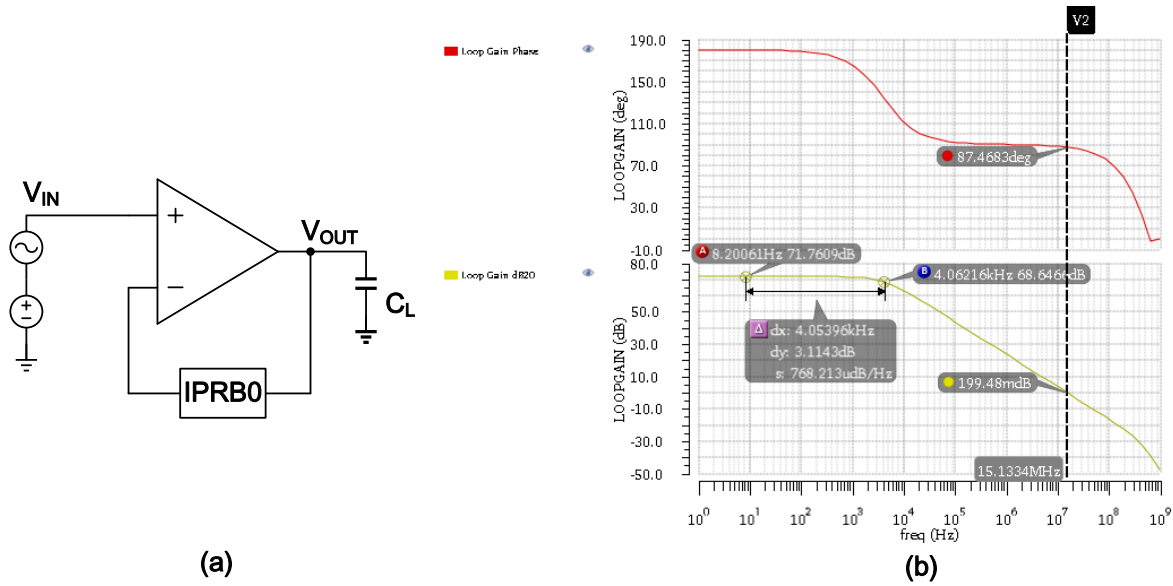 V_IN
+
−
V_OUT
C_L
IPRB0
(a)
Loop Gain Phase
Loop Gain dB20
V2
LOOPGAIN (deg)
190.0
150.0
110.0
70.0
30.0
-10.0
87.4683deg
A 8.20061Hz 71.7609dB
B 4.06216kHz 68.6466dB
LOOPGAIN (dB)
80.0
50.0
30.0
10.0
-10.0
-30.0
-50.0
Δ dx: 4.05396kHz
dy: 3.1143dB
s: 768.213udB/Hz
199.48mdB
15.1334MHz
10^0 10^1 10^2 10^3 10^4 10^5 10^6 10^7 10^8 10^9
freq (Hz)
(b)